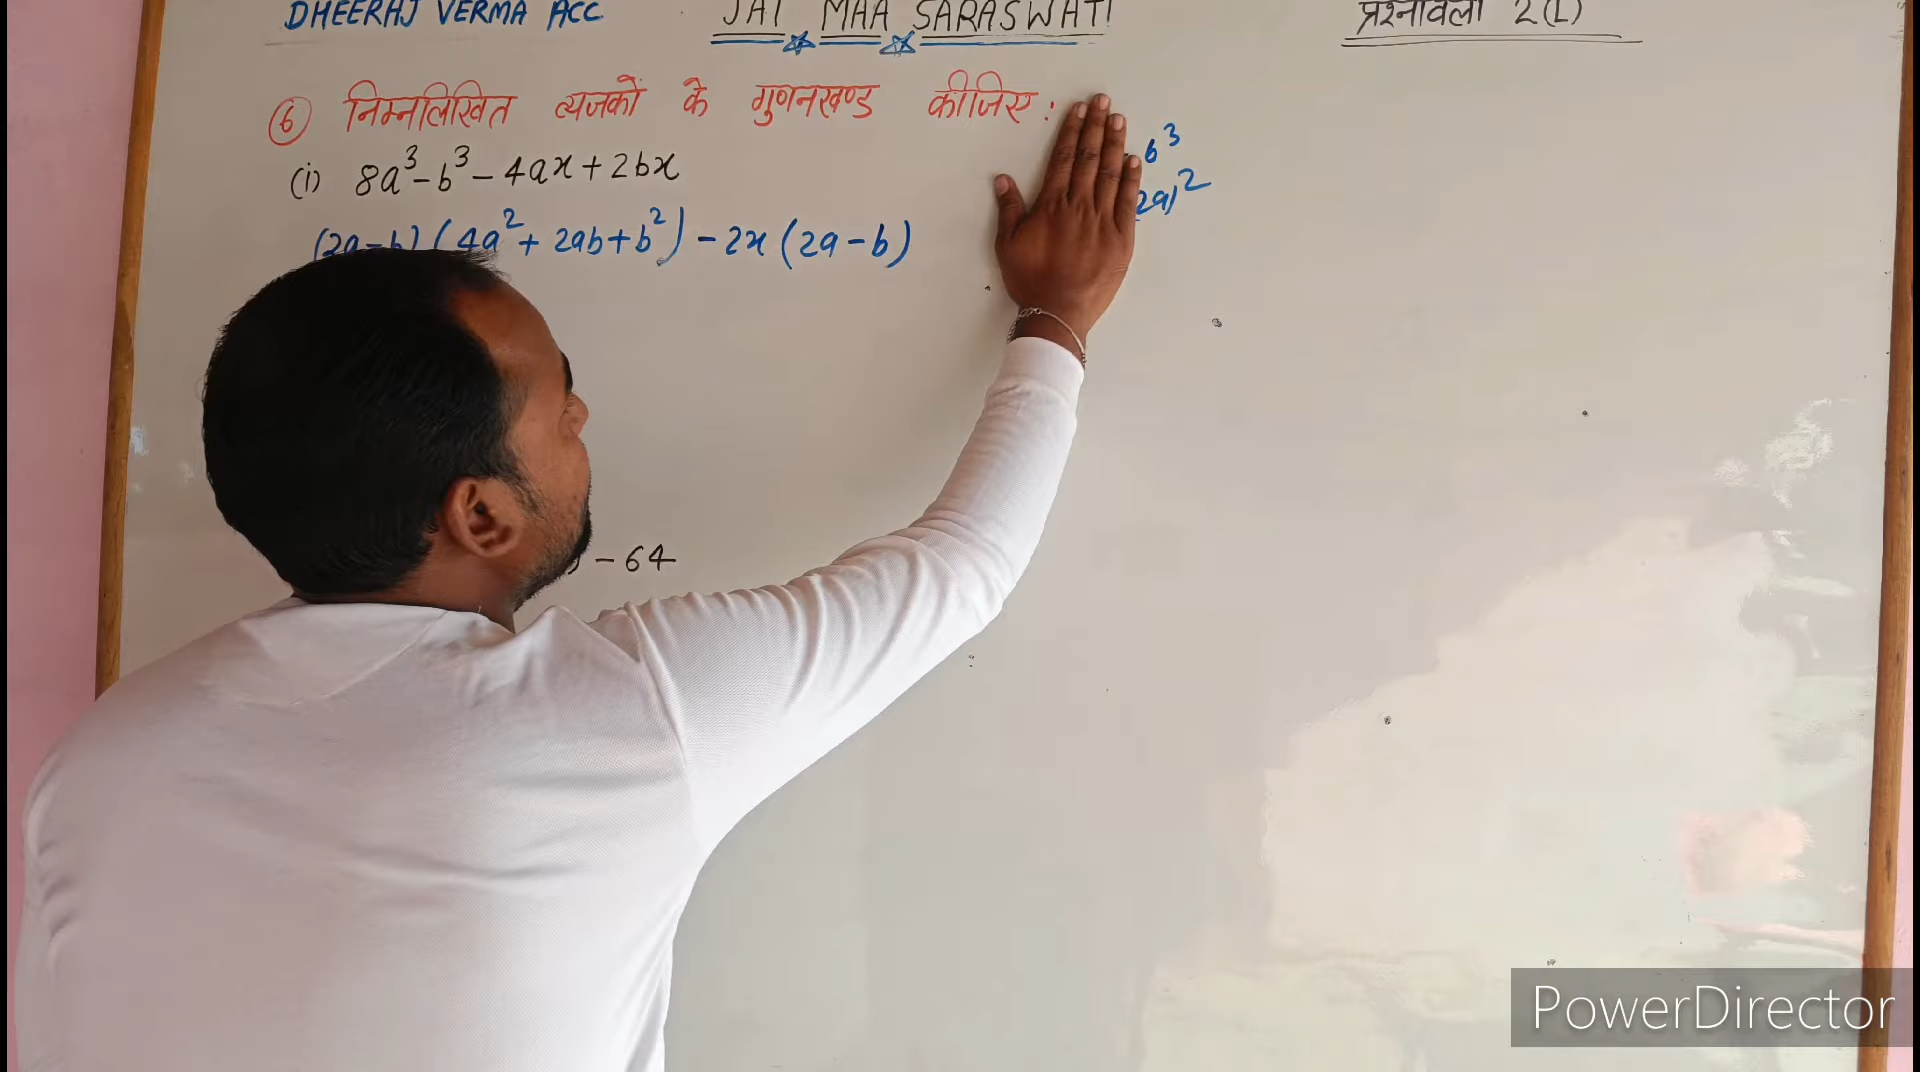 DHEERAJ VERMA ACC
JAI MAA SARASWATI
प्रश्नावली 2(L)
⑥ निम्नलिखित व्यजकों के गुणनखण्ड कीजिए :
(i) 8a³-b³-4ax+2bx
b³
2a)²
(2a-b)(4a²+2ab+b²)-2x(2a-b)
-64
PowerDirector